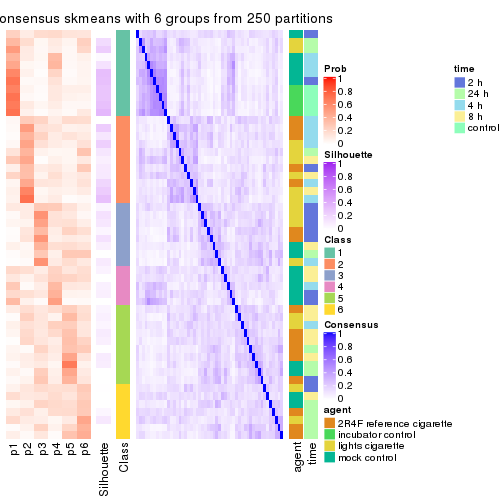 onsensus skmeans with 6 groups from 250 partitions
Prob
1
0.8
0.6
0.4
0.2
0
Silhouette
1
0.8
0.6
0.4
0.2
0
Class
1
2
3
4
5
6
Consensus
1
0.8
0.6
0.4
0.2
0
agent
2R4F reference cigarette
incubator control
lights cigarette
mock control
time
2 h
24 h
4 h
8 h
control
p1
p2
p3
p4
p5
p6
Silhouette
Class
agent
time